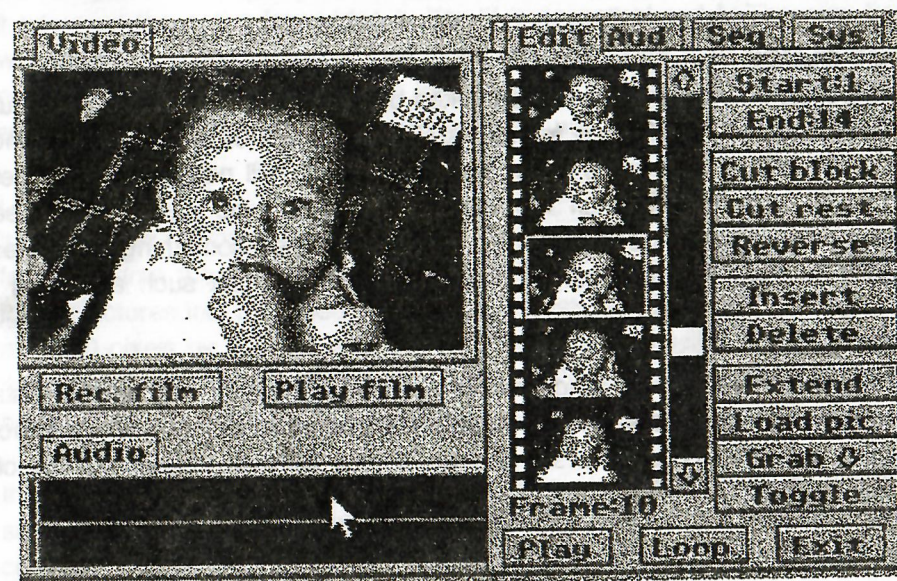 Video
Edit Aud Seq Sys
Start:1
End:14
Cut block
Cut rest
Reverse
Insert
Delete
Extend
Load pic
Grab
Toggle
Rec. film Play film
Audio
Frame:10
Play Loop Exit